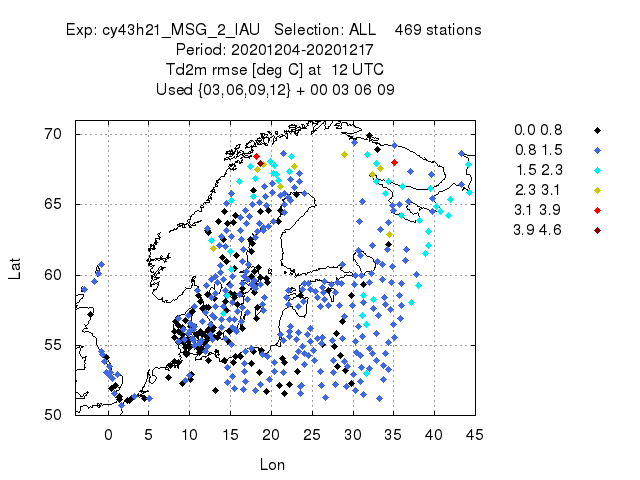 Exp: cy43h21_MSG_2_IAU   Selection: ALL    469 stations
Period: 20201204-20201217
Td2m rmse [deg C] at  12 UTC
Used {03,06,09,12} + 00 03 06 09
70
65
60
55
50
Lat
0 5 10 15 20 25 30 35 40 45
Lon
0.0 0.8
0.8 1.5
1.5 2.3
2.3 3.1
3.1 3.9
3.9 4.6